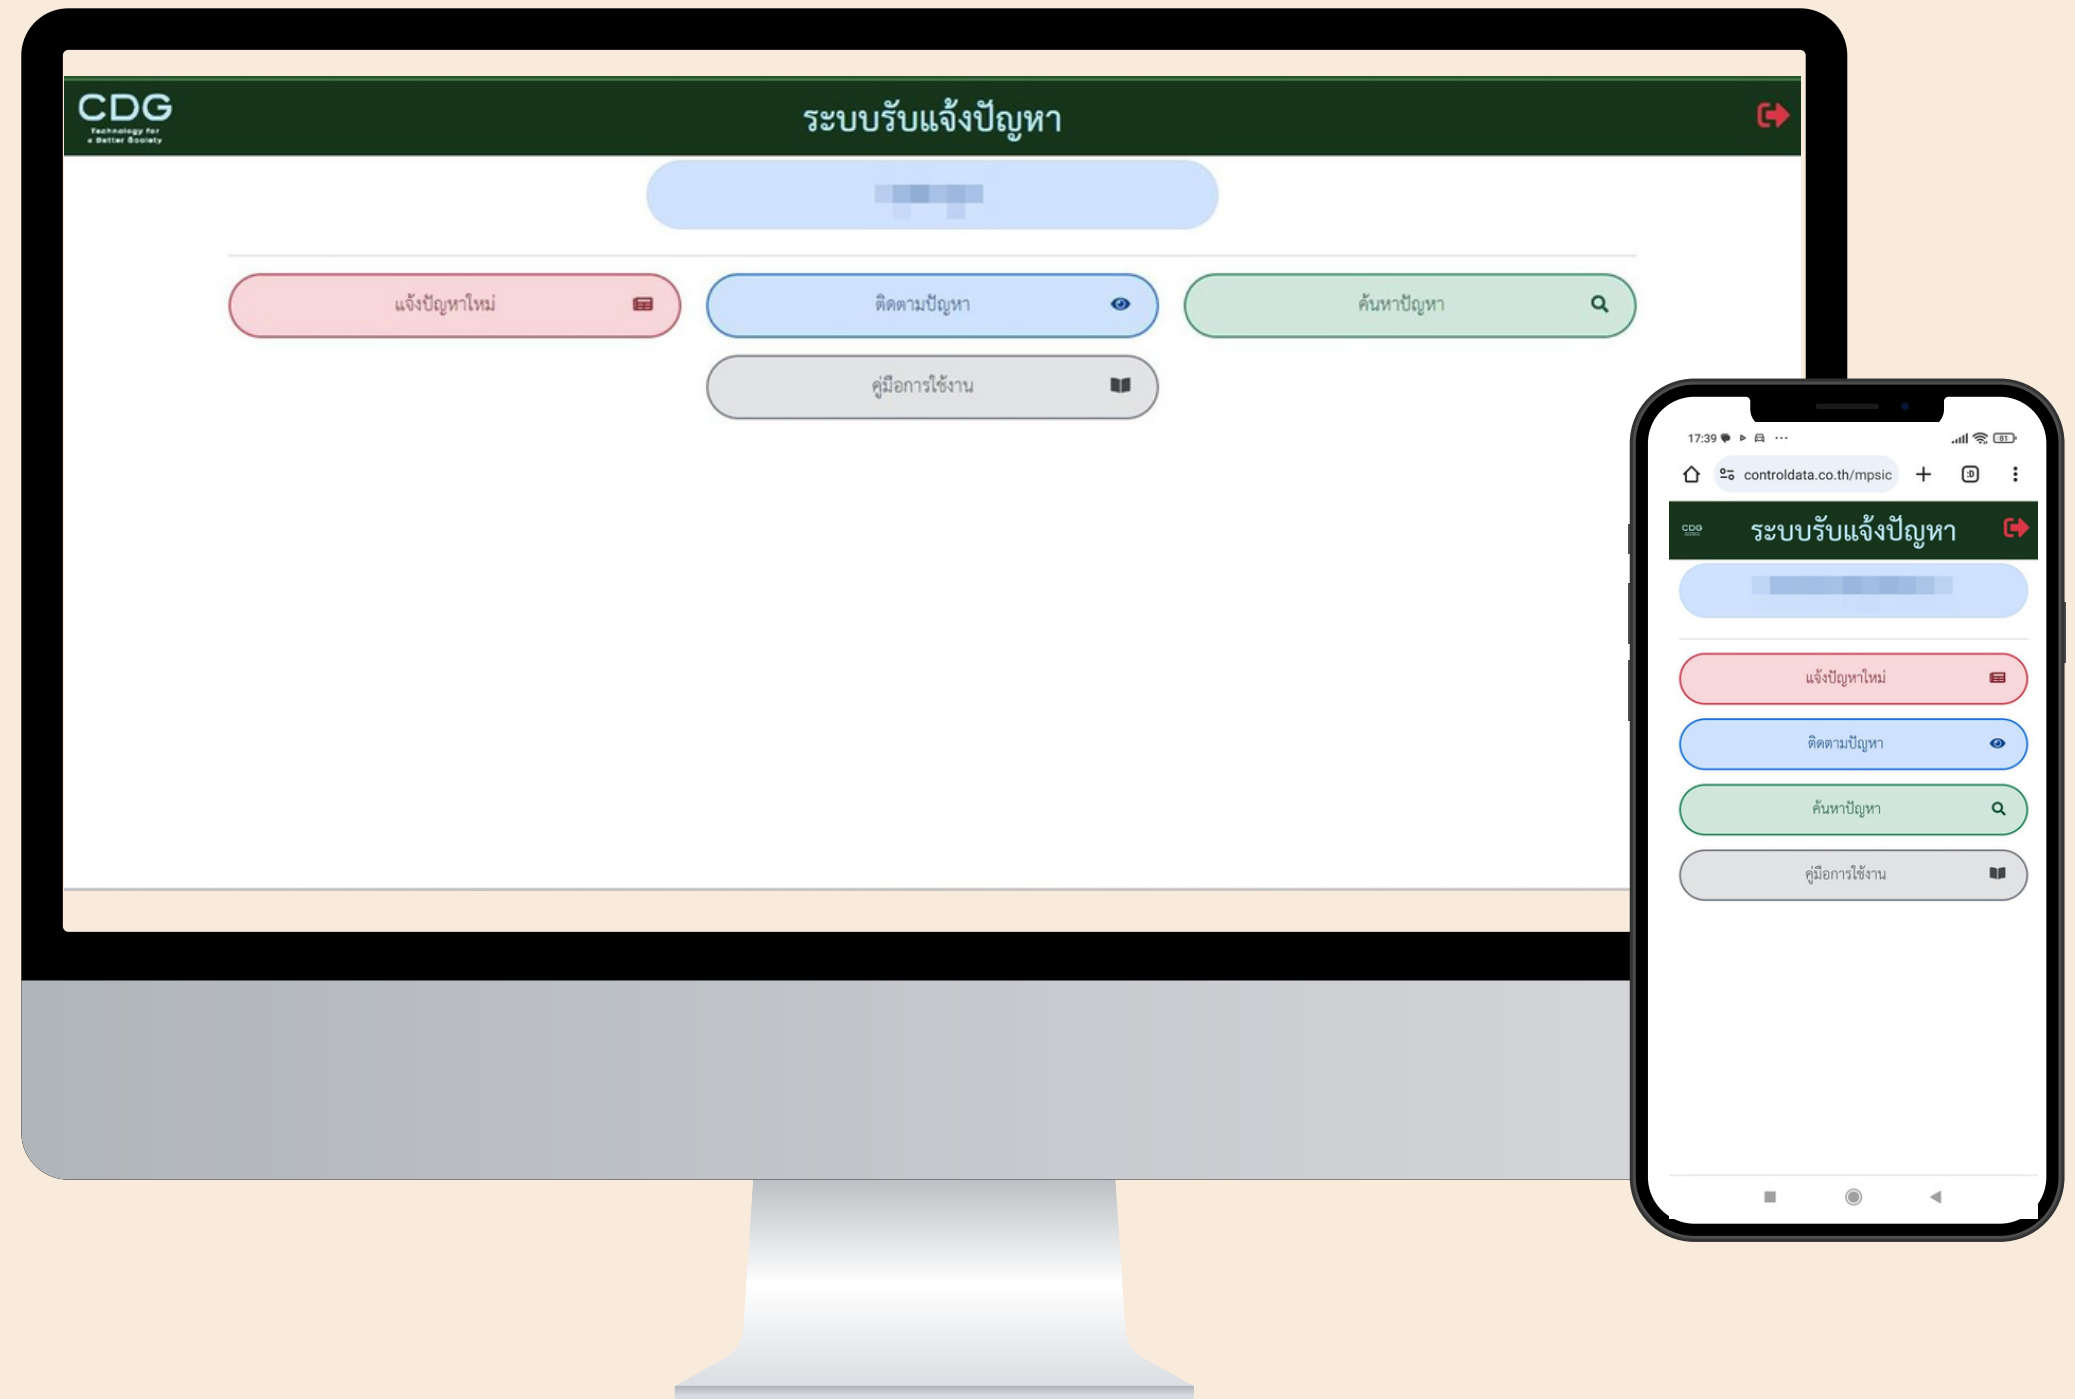 CDG
Technology for
a Better Society
ระบบรับแจ้งปัญหา
แจ้งปัญหาใหม่
ติดตามปัญหา
ค้นหาปัญหา
คู่มือการใช้งาน
17:39
81
controldata.co.th/mpsic
:D
CDG
ระบบรับแจ้งปัญหา
แจ้งปัญหาใหม่
ติดตามปัญหา
ค้นหาปัญหา
คู่มือการใช้งาน